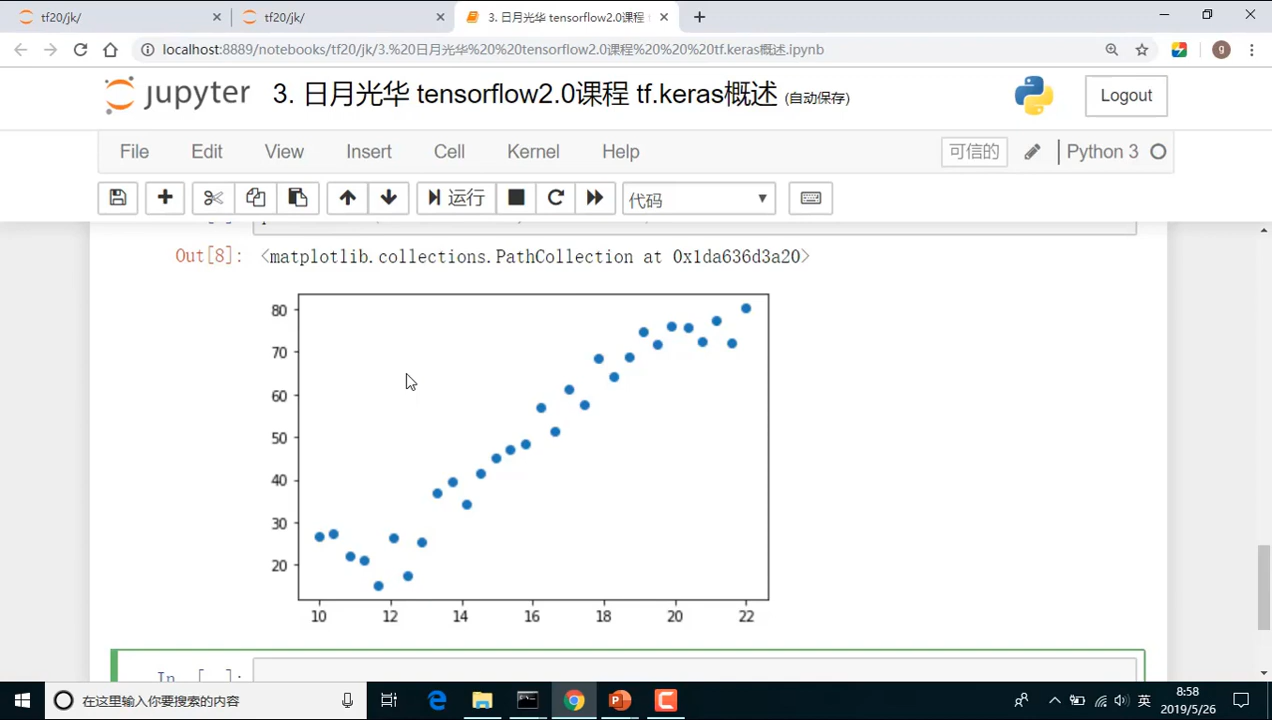 tf20/jk/
tf20/jk/
3. 日月光华 tensorflow2.0课程
localhost:8889/notebooks/tf20/jk/3.%20日月光华%20%20tensorflow2.0课程%20%20%20tf.keras概述.ipynb
g
jupyter 3. 日月光华 tensorflow2.0课程 tf.keras概述 (自动保存)
Logout
File Edit View Insert Cell Kernel Help
可信的 Python 3
运行 代码
Out[8]: <matplotlib.collections.PathCollection at 0x1da636d3a20>
80
70
60
50
40
30
20
10 12 14 16 18 20 22
In [ ]:
在这里输入你要搜索的内容
英
8:58
2019/5/26